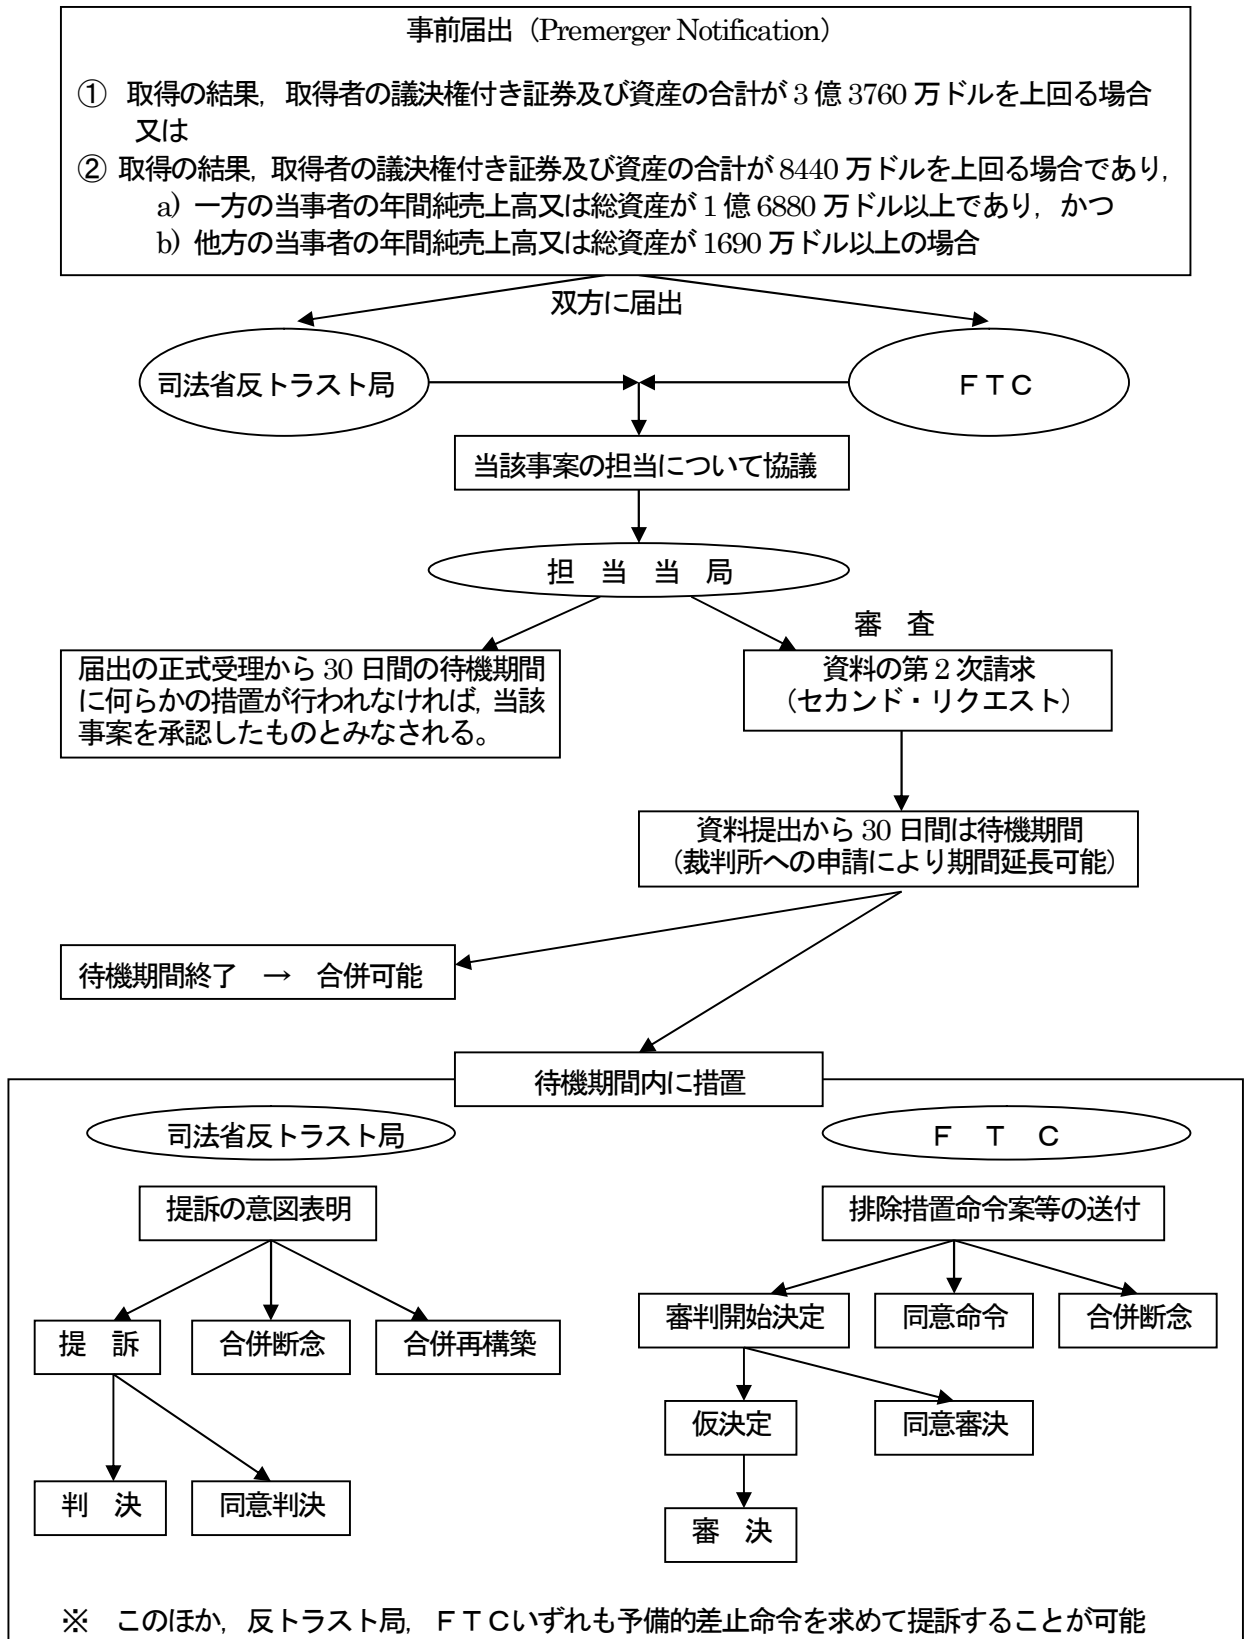 事前届出（Premerger Notification）
① 取得の結果，取得者の議決権付き証券及び資産の合計が 3 億 3760 万ドルを上回る場合
又は
② 取得の結果，取得者の議決権付き証券及び資産の合計が 8440 万ドルを上回る場合であり，
a) 一方の当事者の年間純売上高又は総資産が 1 億 6880 万ドル以上であり，かつ
b) 他方の当事者の年間純売上高又は総資産が 1690 万ドル以上の場合
双方に届出
司法省反トラスト局
ＦＴＣ
当該事案の担当について協議
担　当　当　局
審　査
届出の正式受理から 30 日間の待機期間
に何らかの措置が行われなければ，当該
事案を承認したものとみなされる。
資料の第２次請求
（セカンド・リクエスト）
資料提出から 30 日間は待機期間
（裁判所への申請により期間延長可能）
待機期間終了　→　合併可能
待機期間内に措置
司法省反トラスト局
Ｆ　Ｔ　Ｃ
提訴の意図表明
排除措置命令案等の送付
提　訴
合併断念
合併再構築
審判開始決定
同意命令
合併断念
仮決定
同意審決
判　決
同意判決
審　決
※　このほか，反トラスト局，ＦＴＣいずれも予備的差止命令を求めて提訴することが可能